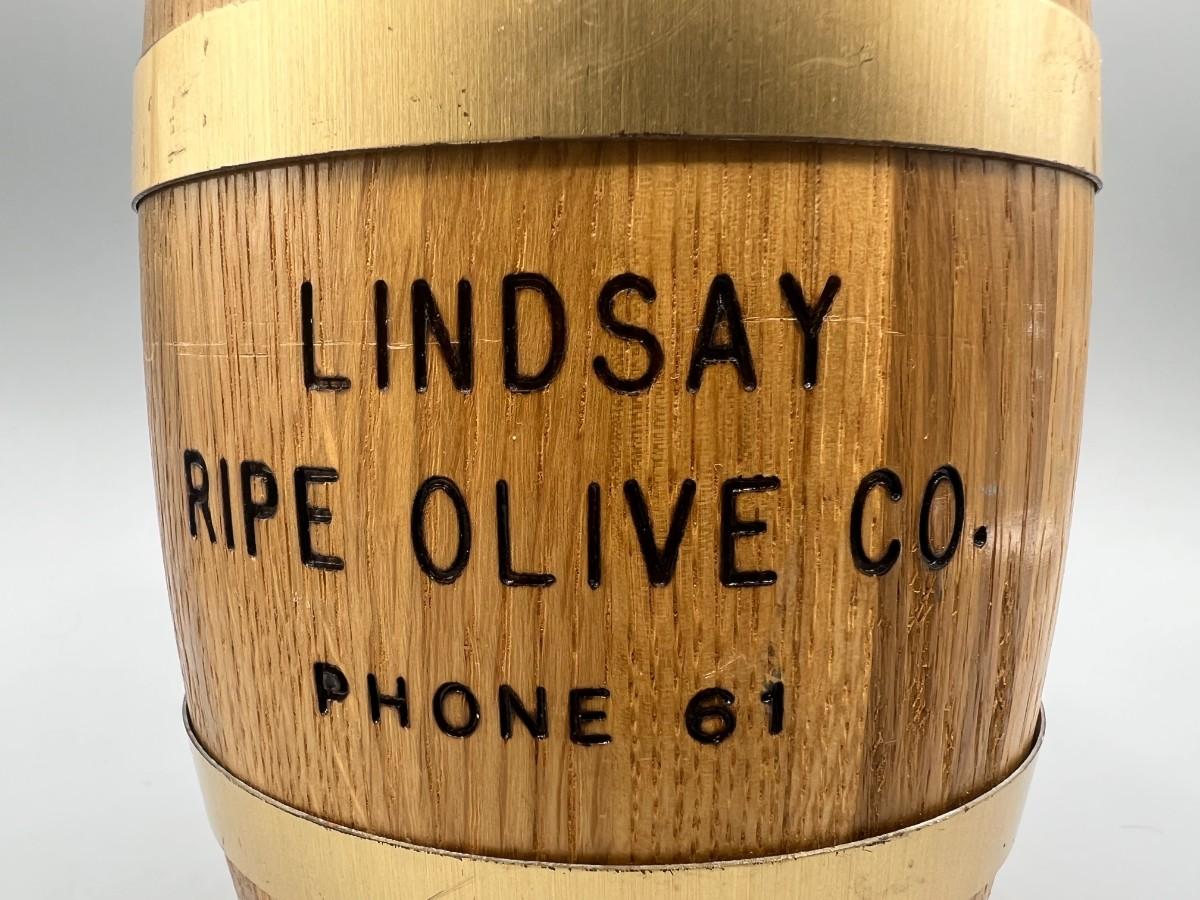 LINDSAY
RIPE OLIVE CO.
PHONE 61